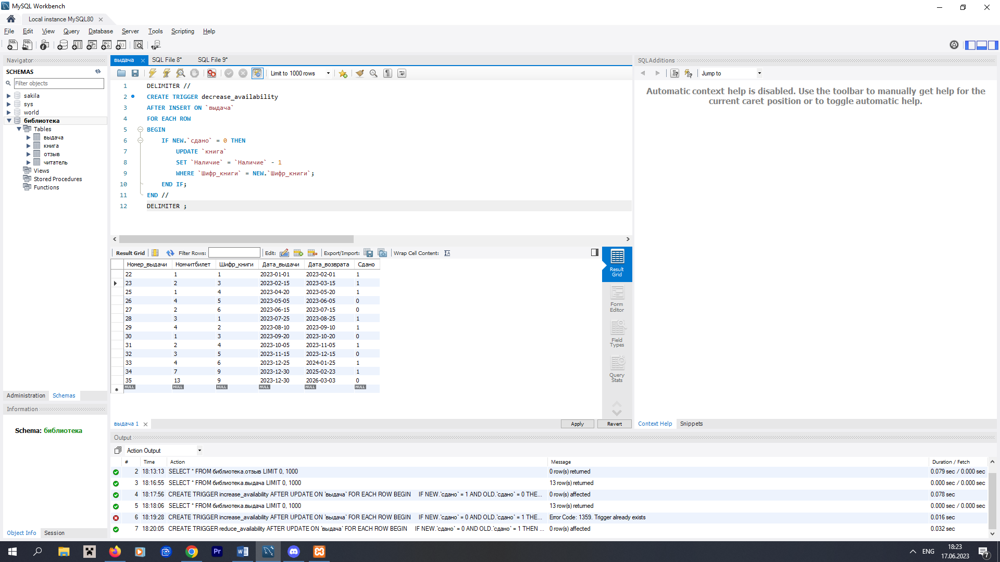 MySQL Workbench
Local instance MySQL80
File Edit View Query Database Server Tools Scripting Help
Navigator
SCHEMAS
Filter objects
sakila
sys
world
библиотека
Tables
выдача
книга
отзыв
читатель
Views
Stored Procedures
Functions
Administration Schemas
Information
Schema: библиотека
Object Info Session
выдача SQL File 8* SQL File 9*
Limit to 1000 rows
1 DELIMITER //
2 CREATE TRIGGER decrease_availability
3 AFTER INSERT ON `выдача`
4 FOR EACH ROW
5 BEGIN
6 IF NEW.`сдано` = 0 THEN
7 UPDATE `книга`
8 SET `Наличие` = `Наличие` - 1
9 WHERE `Шифр_книги` = NEW.`Шифр_книги`;
10 END IF;
11 END //
12 DELIMITER ;
Result Grid Filter Rows: Edit: Export/Import: Wrap Cell Content:
Номер_выдачи Номчитбилет Шифр_книги Дата_выдачи Дата_возврата Сдано
22 1 1 2023-01-01 2023-02-01 1
23 2 3 2023-02-15 2023-03-15 1
25 1 4 2023-04-20 2023-05-20 1
26 4 5 2023-05-05 2023-06-05 0
27 2 6 2023-06-15 2023-07-15 0
28 3 1 2023-07-25 2023-08-25 1
29 4 2 2023-08-10 2023-09-10 1
30 1 3 2023-09-20 2023-10-20 0
31 2 4 2023-10-05 2023-11-05 1
32 3 5 2023-11-15 2023-12-15 0
33 4 6 2023-12-25 2024-01-25 1
34 7 9 2023-12-30 2025-02-23 1
35 13 9 2023-12-30 2026-03-03 0
NULL NULL NULL NULL NULL NULL
Result Grid
Form Editor
Field Types
Query Stats
выдача 1
Apply Revert
SQLAdditions
Jump to
Automatic context help is disabled. Use the toolbar to manually get help for the
current caret position or to toggle automatic help.
Context Help Snippets
Output
Action Output
# Time Action Message Duration / Fetch
2 18:13:13 SELECT * FROM библиотека.отзыв LIMIT 0, 1000 0 row(s) returned 0.079 sec / 0.000 sec
3 18:16:55 SELECT * FROM библиотека.выдача LIMIT 0, 1000 13 row(s) returned 0.000 sec / 0.000 sec
4 18:17:56 CREATE TRIGGER increase_availability AFTER UPDATE ON `выдача` FOR EACH ROW BEGIN IF NEW.`сдано` = 1 AND OLD.`сдано` = 0 THE... 0 row(s) affected 0.078 sec
5 18:18:06 SELECT * FROM библиотека.выдача LIMIT 0, 1000 13 row(s) returned 0.000 sec / 0.000 sec
6 18:19:28 CREATE TRIGGER increase_availability AFTER UPDATE ON `выдача` FOR EACH ROW BEGIN IF NEW.`сдано` = 0 AND OLD.`сдано` = 1 THE... Error Code: 1359. Trigger already exists 0.016 sec
7 18:20:05 CREATE TRIGGER reduce_availability AFTER UPDATE ON `выдача` FOR EACH ROW BEGIN IF NEW.`сдано` = 0 AND OLD.`сдано` = 1 THEN ... 0 row(s) affected 0.032 sec
Pr
ENG
18:23
17.06.2023
7